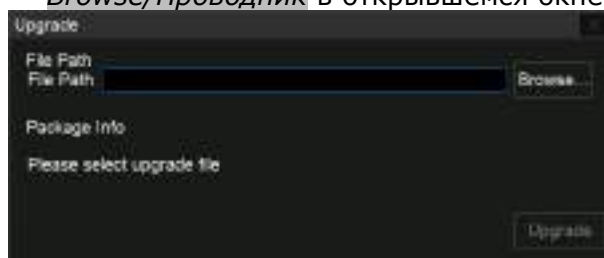 Browse/Проводник в открывшемся окне
Upgrade
File Path
File Path Browse...
Package Info
Please select upgrade file
Upgrade